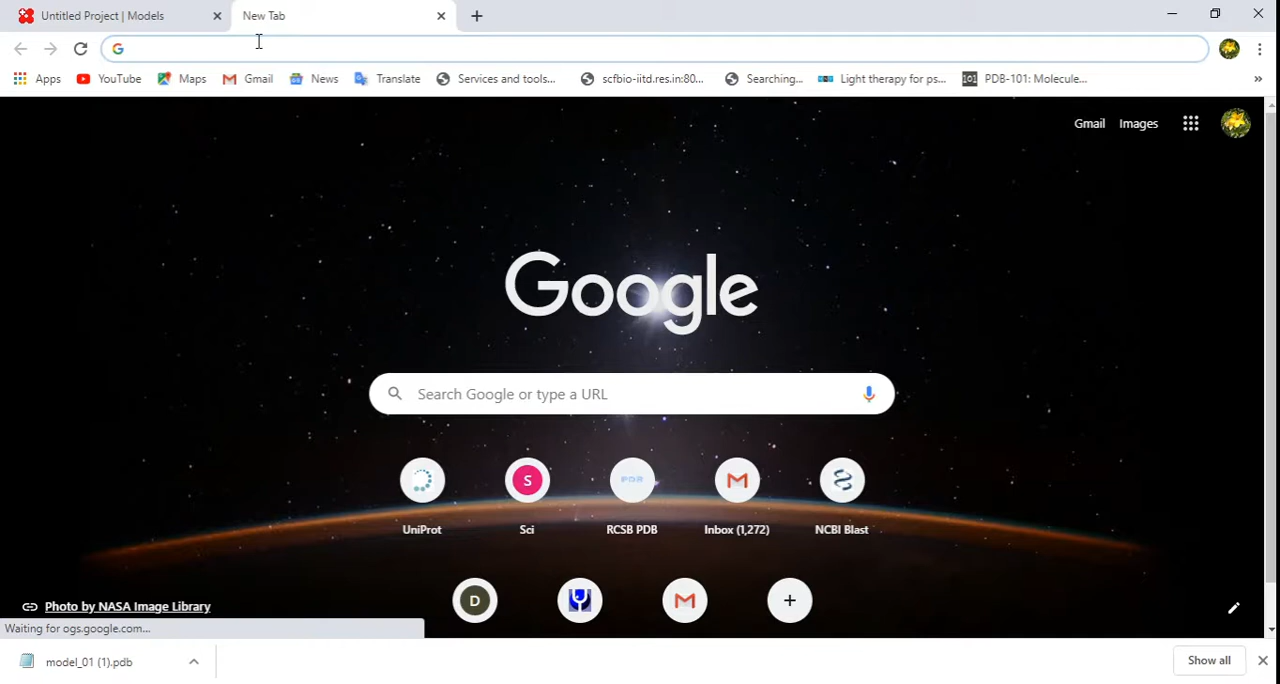 Untitled Project | Models
New Tab
Apps YouTube Maps Gmail News Translate Services and tools... scfbio-iitd.res.in:80... Searching... Light therapy for ps... 101 PDB-101: Molecule... »
Gmail Images
Google
Search Google or type a URL
S PDB
UniProt Sci RCSB PDB Inbox (1,272) NCBI Blast
D
Photo by NASA Image Library
Waiting for ogs.google.com...
model_01 (1).pdb Show all